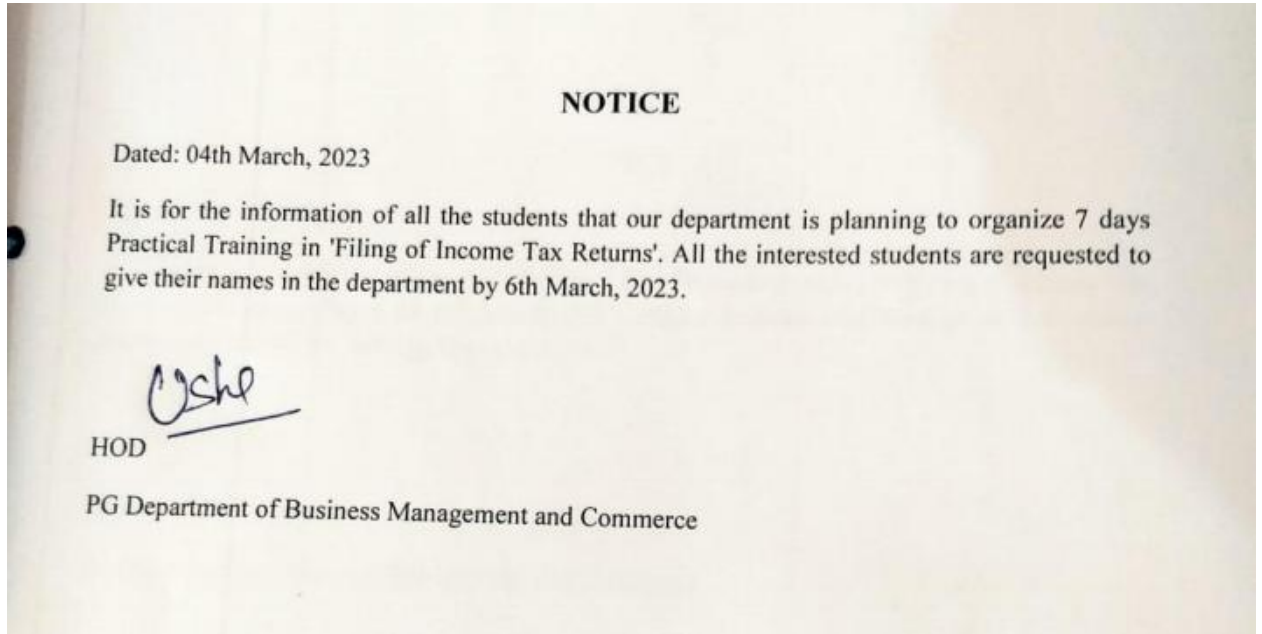 NOTICE
Dated: 04th March, 2023
It is for the information of all the students that our department is planning to organize 7 days
Practical Training in 'Filing of Income Tax Returns'. All the interested students are requested to
give their names in the department by 6th March, 2023.
HOD
PG Department of Business Management and Commerce